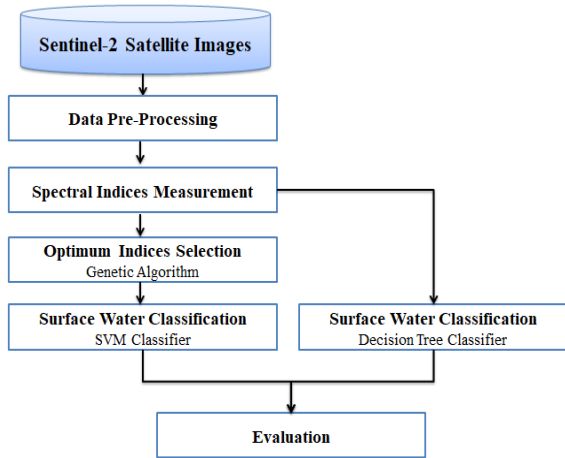 Sentinel-2 Satellite Images
Data Pre-Processing
Spectral Indices Measurement
Optimum Indices Selection
Genetic Algorithm
Surface Water Classification
SVM Classifier
Surface Water Classification
Decision Tree Classifier
Evaluation